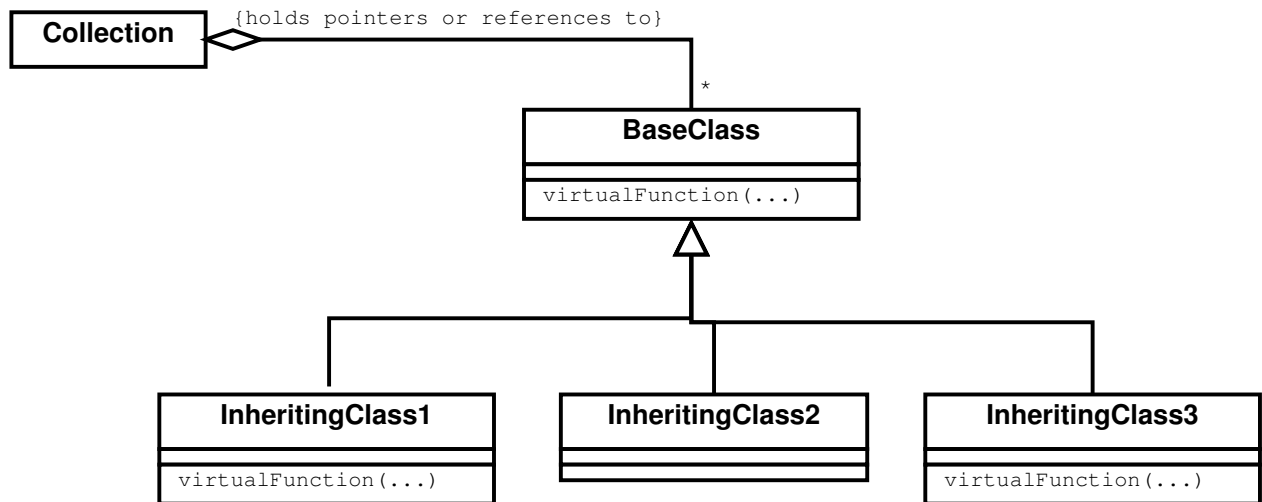 {holds pointers or references to}
Collection
*
BaseClass
virtualFunction(...)
InheritingClass1
InheritingClass2
InheritingClass3
virtualFunction(...)
virtualFunction(...)